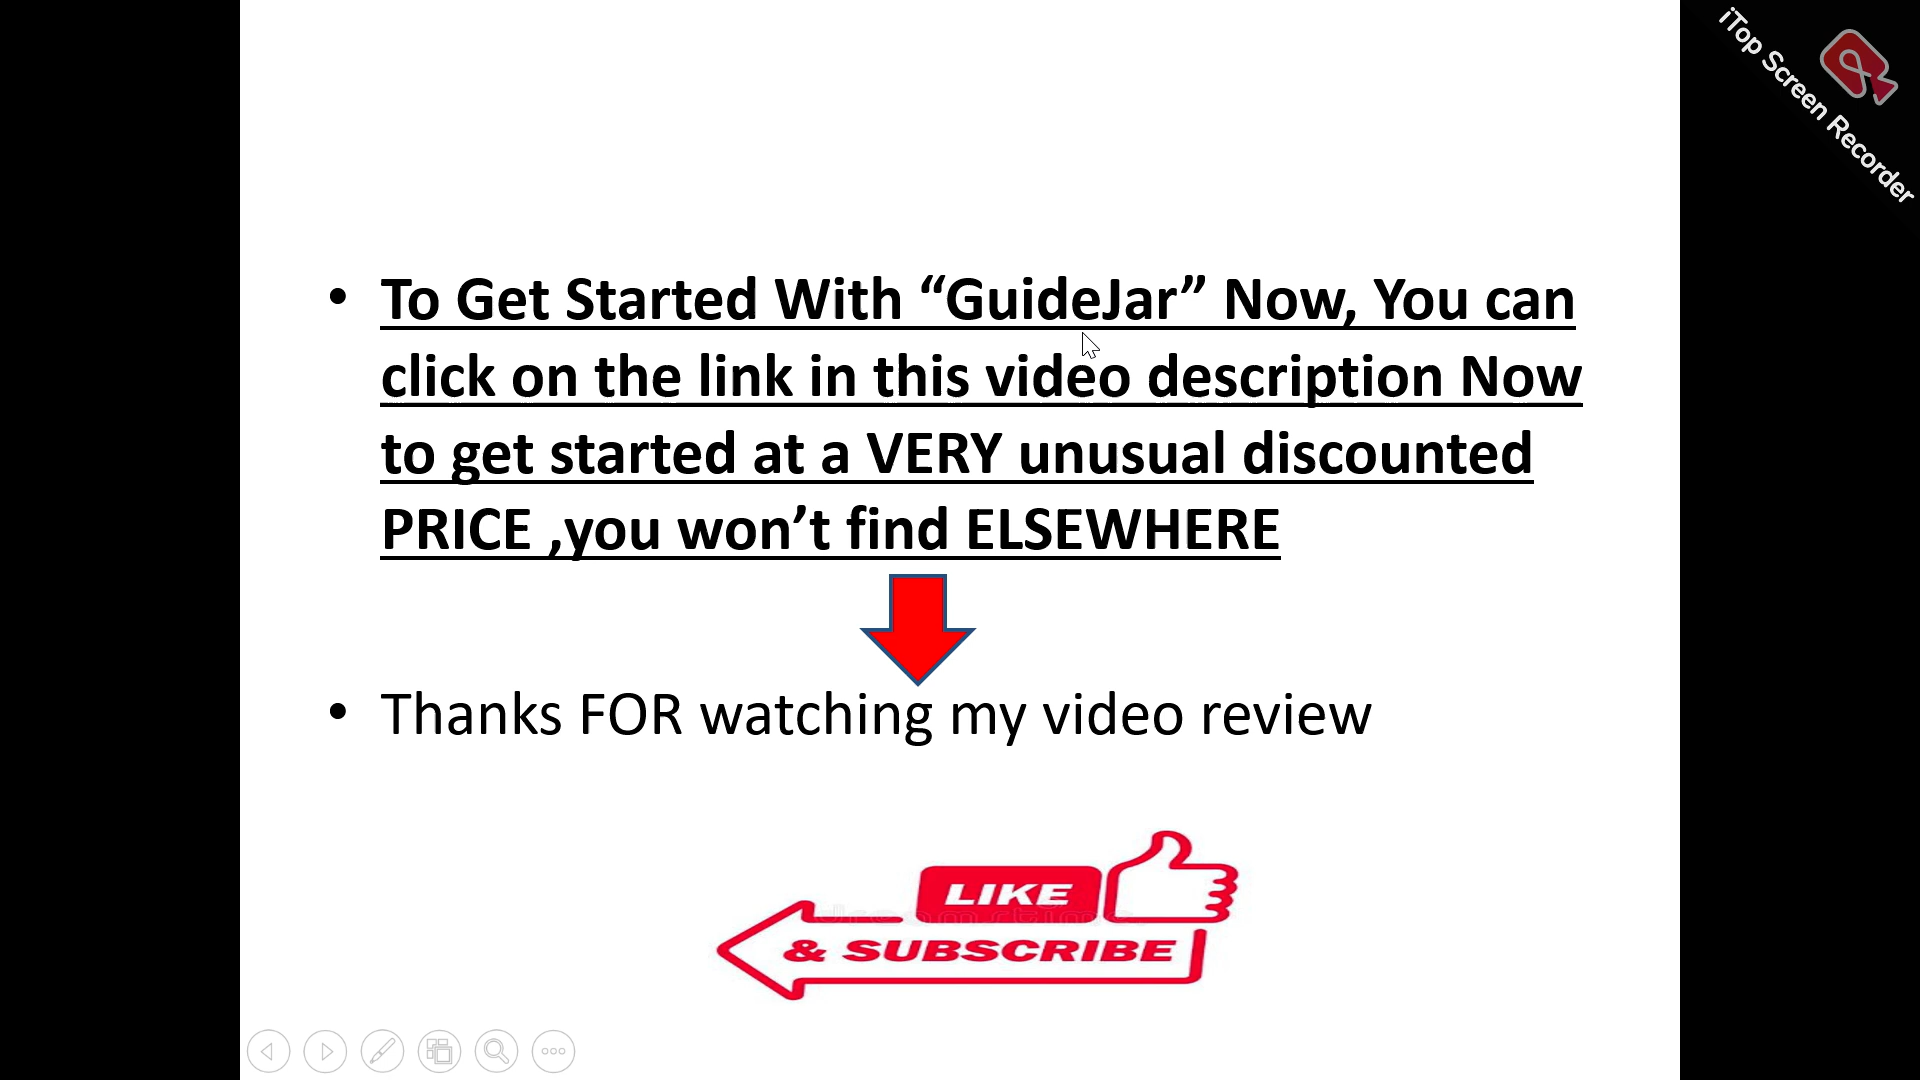 iTop Screen Recorder
• To Get Started With “GuideJar” Now, You can
click on the link in this video description Now
to get started at a VERY unusual discounted
PRICE ,you won’t find ELSEWHERE
• Thanks FOR watching my video review
LIKE
& SUBSCRIBE